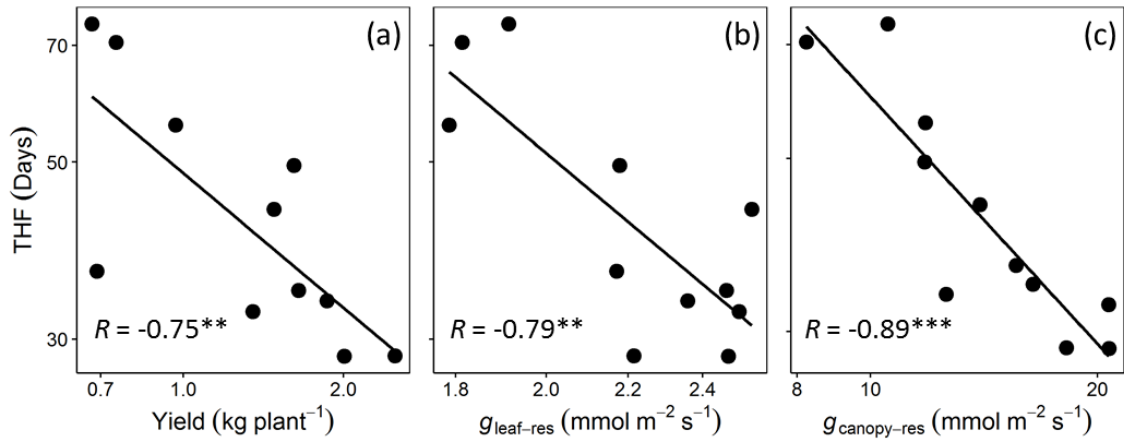 (a)
(b)
(c)
70
50
30
THF (Days)
R = -0.75**
R = -0.79**
R = -0.89***
0.7 1.0 2.0
1.8 2.0 2.2 2.4
8 10 20
Yield (kg plant⁻¹)
g leaf−res (mmol m⁻² s⁻¹)
g canopy−res (mmol m⁻² s⁻¹)